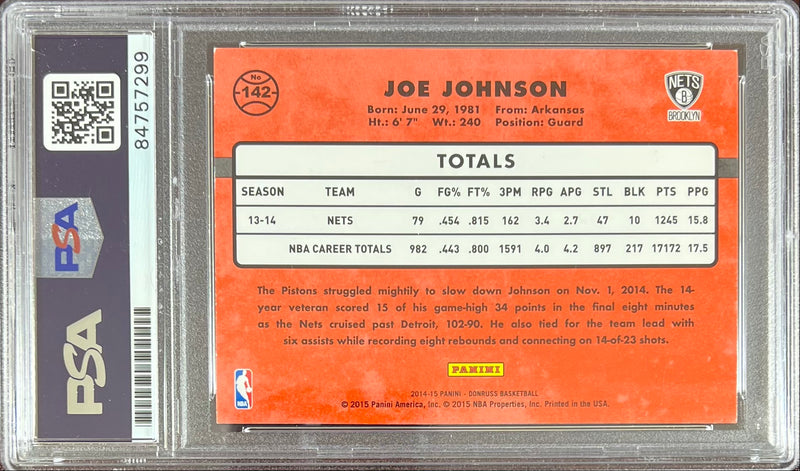 84757299
PSA
PSA
No
142
JOE JOHNSON
Born: June 29, 1981 From: Arkansas
Ht.: 6' 7" Wt.: 240 Position: Guard
NETS
B
BROOKLYN
TOTALS
SEASON TEAM G FG% FT% 3PM RPG APG STL BLK PTS PPG
13-14 NETS 79 .454 .815 162 3.4 2.7 47 10 1245 15.8
NBA CAREER TOTALS 982 .443 .800 1591 4.0 4.2 897 217 17172 17.5
The Pistons struggled mightily to slow down Johnson on Nov. 1, 2014. The 14-
year veteran scored 15 of his game-high 34 points in the final eight minutes
as the Nets cruised past Detroit, 102-90. He also tied for the team lead with
six assists while recording eight rebounds and connecting on 14-of-23 shots.
PANINI
NBA
2014-15 PANINI - DONRUSS BASKETBALL
© 2015 Panini America, Inc. © 2015 NBA Properties, Inc. Printed in the USA.